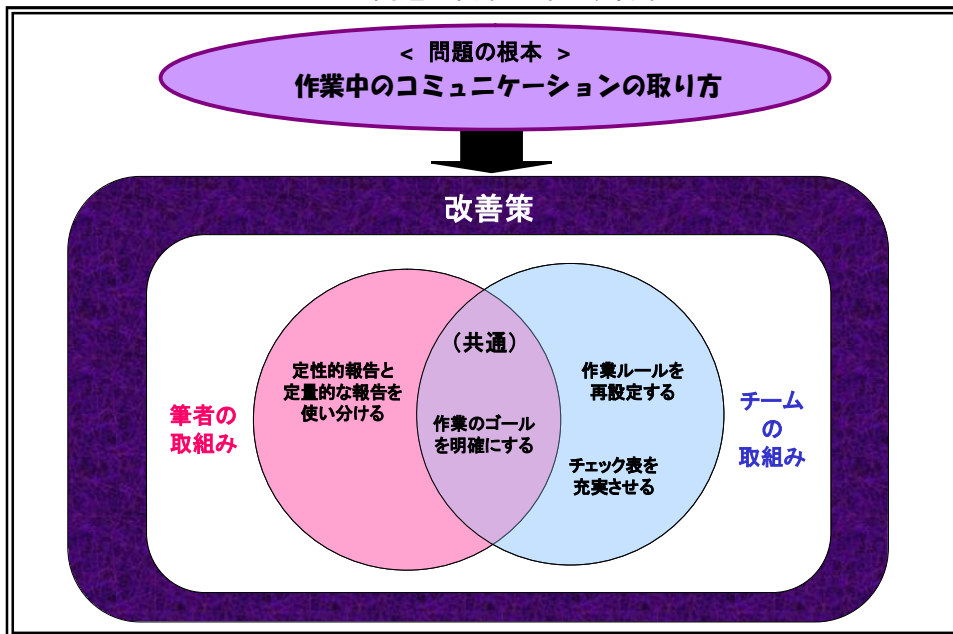 < 問題の根本 >
作業中のコミュニケーションの取り方
改善策
筆者の
取組み
定性的報告と
定量的な報告を
使い分ける
(共通)
作業のゴール
を明確にする
作業ルールを
再設定する
チェック表を
充実させる
チーム
の
取組み